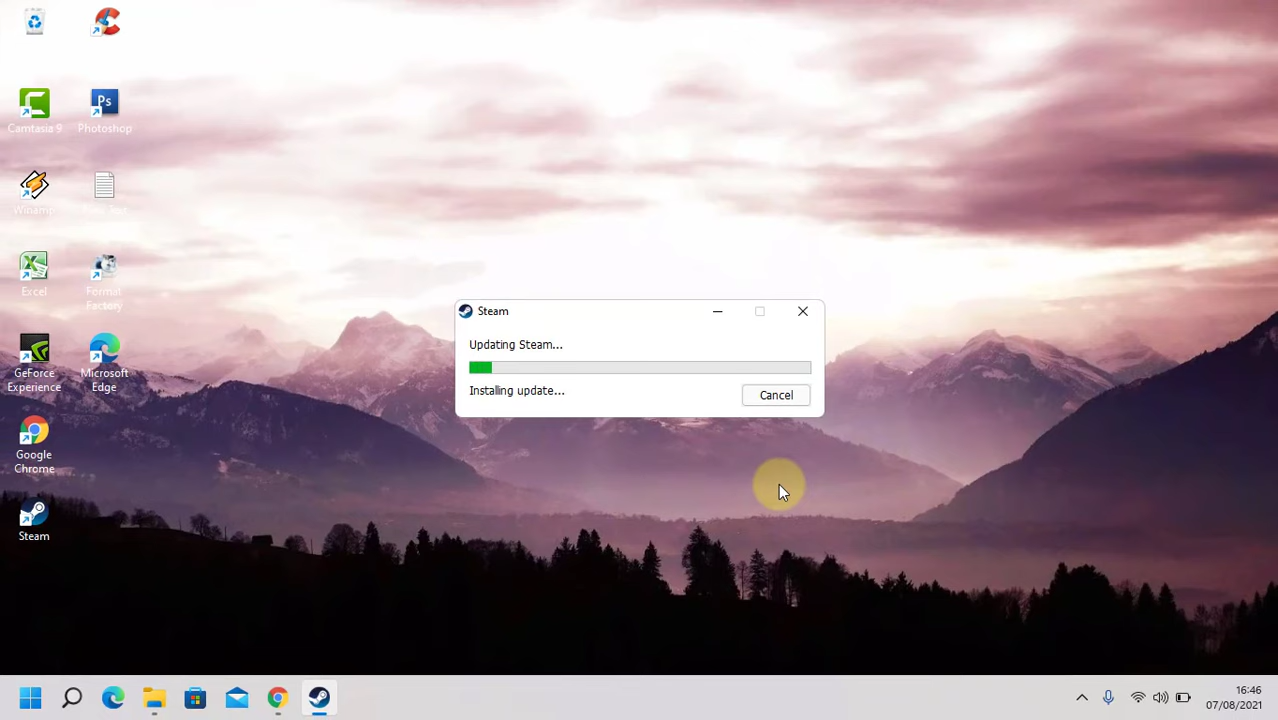 Camtasia 9
Ps
Photoshop
Winamp
Excel
Format
Factory
GeForce
Experience
Microsoft
Edge
Google
Chrome
Steam
Steam
Updating Steam...
Installing update...
Cancel
16:46
07/08/2021